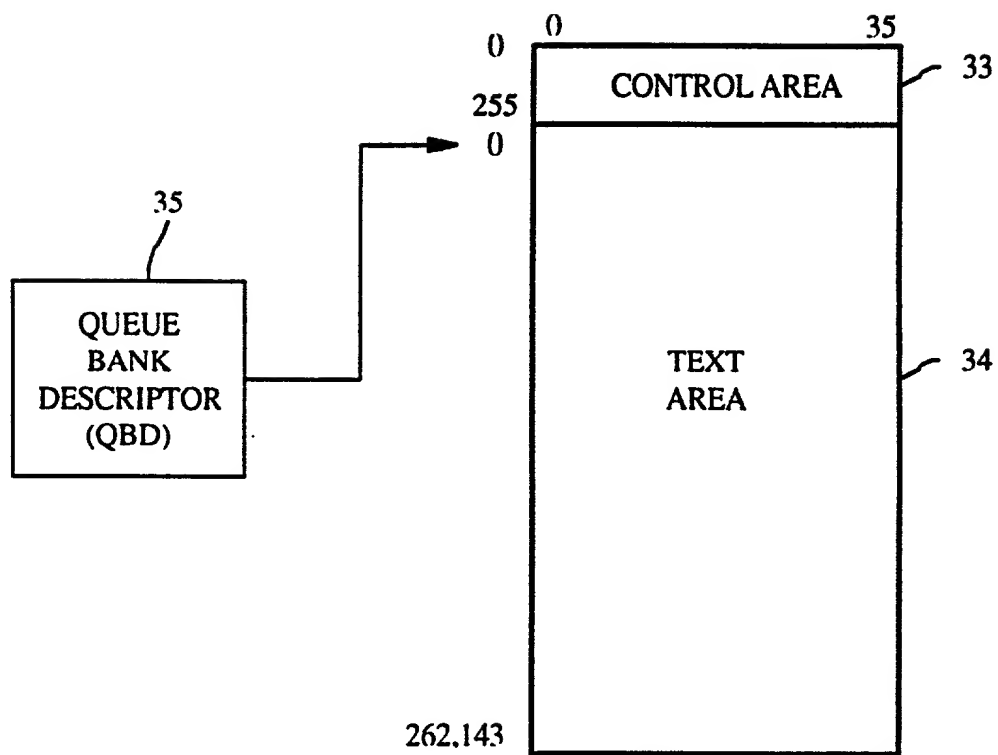 0 35
0
CONTROL AREA
33
255
0
35
QUEUE
BANK
DESCRIPTOR
(QBD)
TEXT
AREA
34
262,143